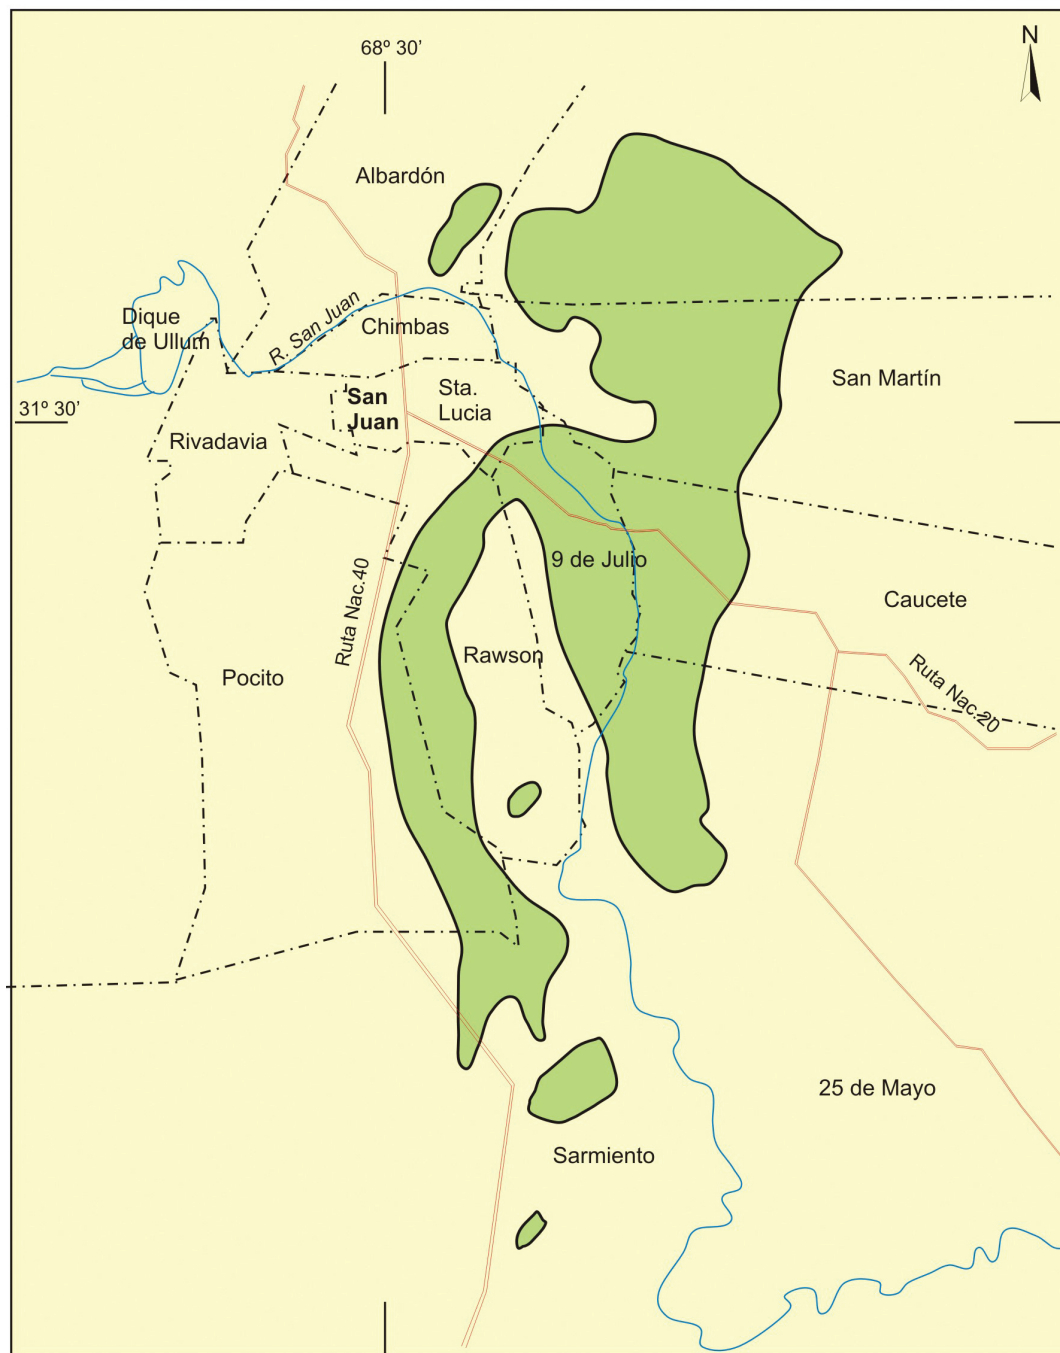 68º 30'
N
Albardón
Dique
de Ullum
R. San Juan
Chimbas
San Martín
31º 30'
San
Juan
Sta.
Lucia
Rivadavia
9 de Julio
Caucete
Ruta Nac.40
Rawson
Pocito
Ruta Nac.20
25 de Mayo
Sarmiento